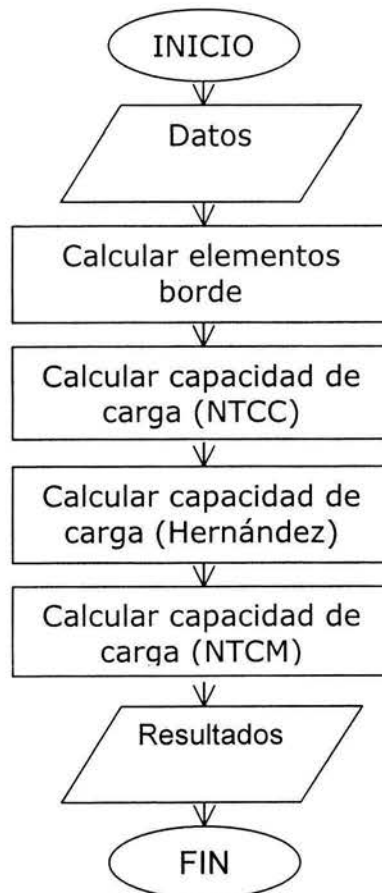 INICIO
Datos
Calcular elementos
borde
Calcular capacidad de
carga (NTCC)
Calcular capacidad de
carga (Hernández)
Calcular capacidad de
carga (NTCM)
Resultados
FIN